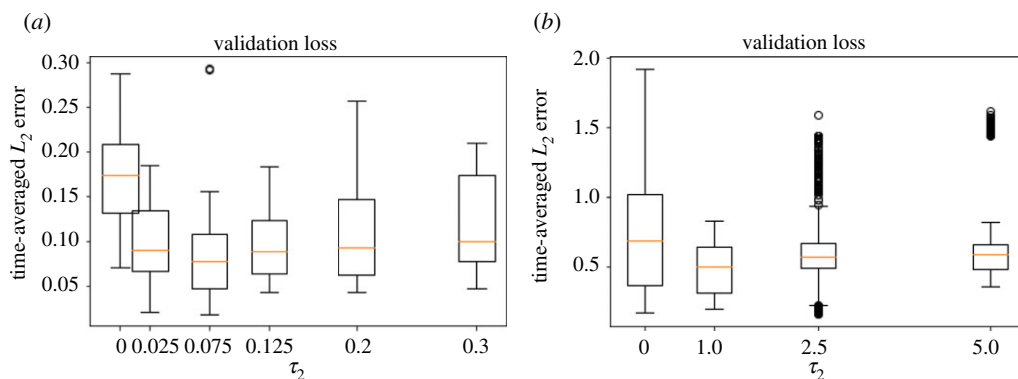 (a)
validation loss
time-averaged L₂ error
0.30
0.25
0.20
0.15
0.10
0.05
0 0.025 0.075 0.125 0.2 0.3
τ₂
(b)
validation loss
time-averaged L₂ error
2.0
1.5
1.0
0.5
0 1.0 2.5 5.0
τ₂